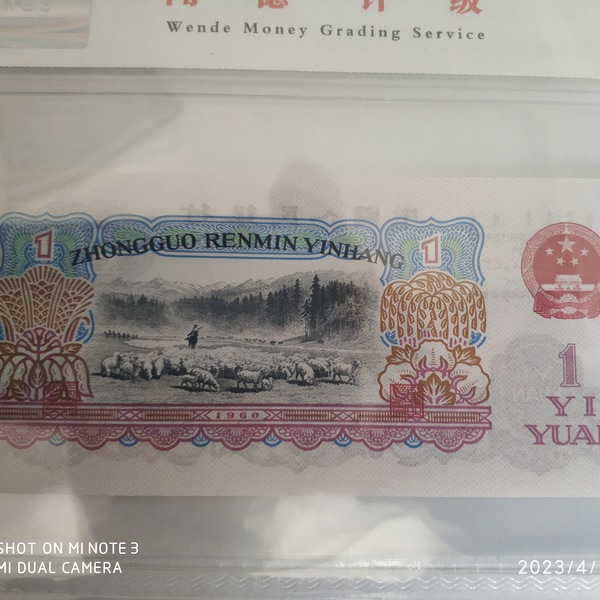 Wende Money Grading Service
1
1
ZHONGGUO RENMIN YINHANG
1960
1
YI
YUA
SHOT ON MI NOTE 3
MI DUAL CAMERA
2023/4/